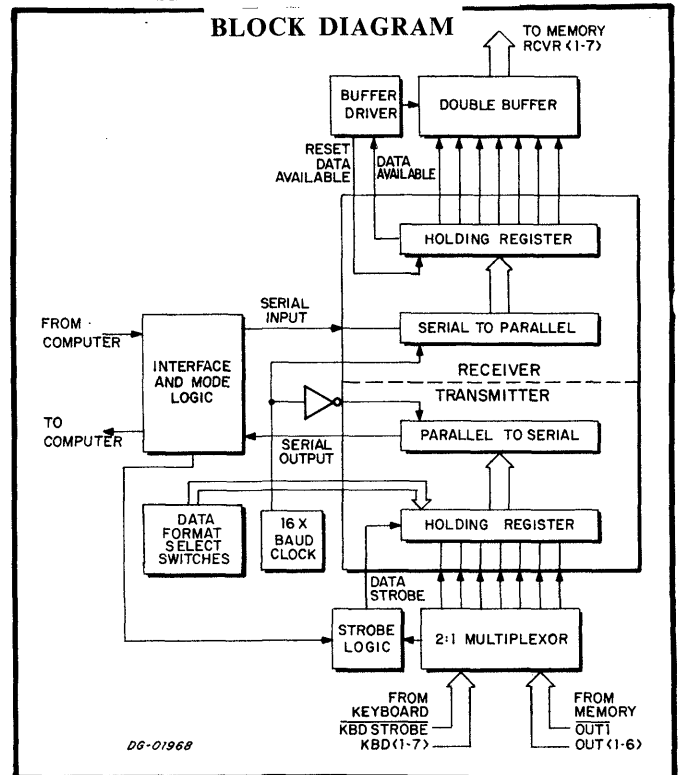 BLOCK DIAGRAM
TO MEMORY
RCVR <1-7>
BUFFER
DRIVER
DOUBLE BUFFER
RESET
DATA
AVAILABLE
DATA
AVAILABLE
HOLDING REGISTER
SERIAL
INPUT
FROM
COMPUTER
SERIAL TO PARALLEL
INTERFACE
AND MODE
LOGIC
RECEIVER
TRANSMITTER
TO
COMPUTER
SERIAL
OUTPUT
PARALLEL TO SERIAL
DATA
FORMAT
SELECT
SWITCHES
16 X
BAUD
CLOCK
HOLDING REGISTER
DATA
STROBE
STROBE
LOGIC
2:1 MULTIPLEXOR
FROM
KEYBOARD
KBD STROBE
KBD <1-7>
FROM
MEMORY
OUT1
OUT <1-6>
DG-01968